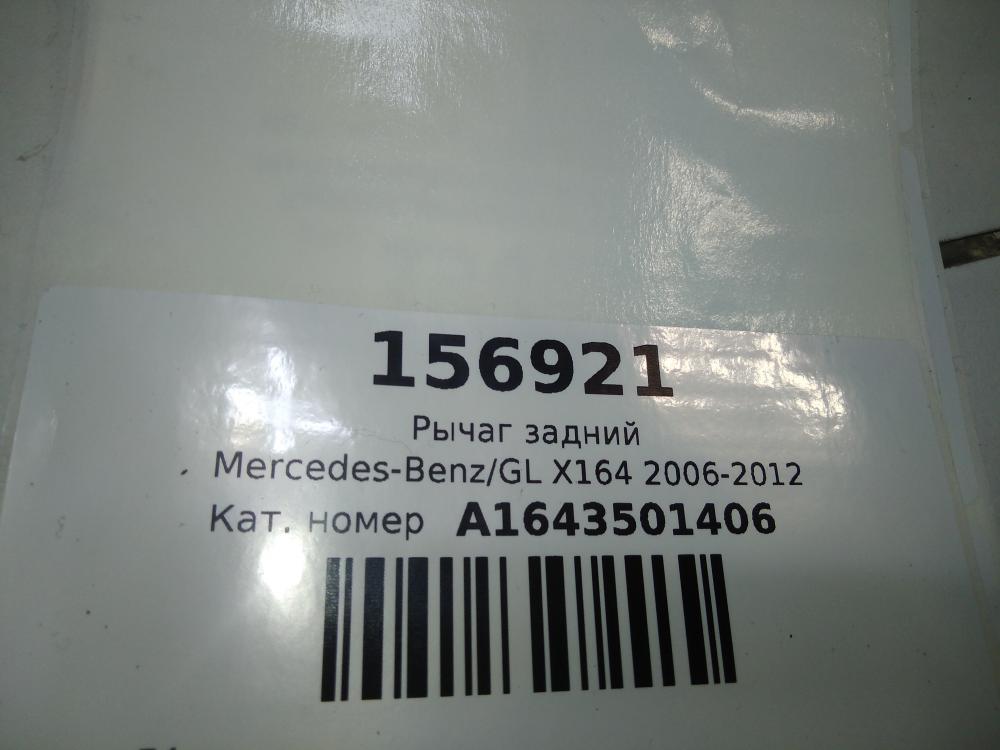 156921
Рычаг задний
Mercedes-Benz/GL X164 2006-2012
Кат. номер A1643501406